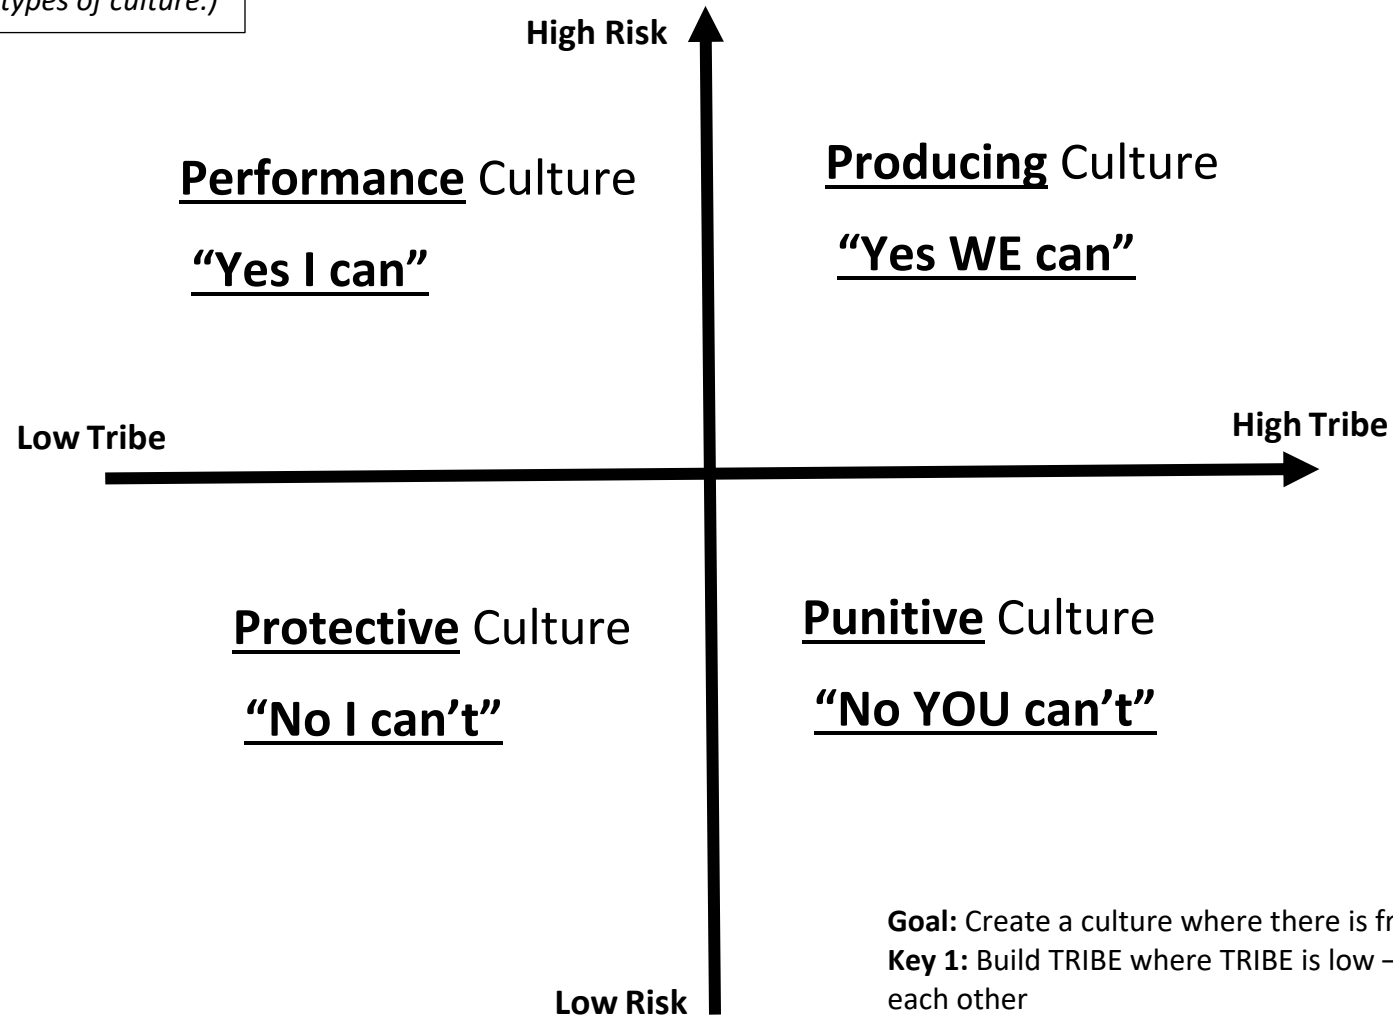 types of culture.)
High Risk
Performance Culture
“Yes I can”
Producing Culture
“Yes WE can”
Low Tribe
High Tribe
Protective Culture
“No I can’t”
Punitive Culture
“No YOU can’t”
Goal: Create a culture where there is
Key 1: Build TRIBE where TRIBE is low –
each other
Low Risk